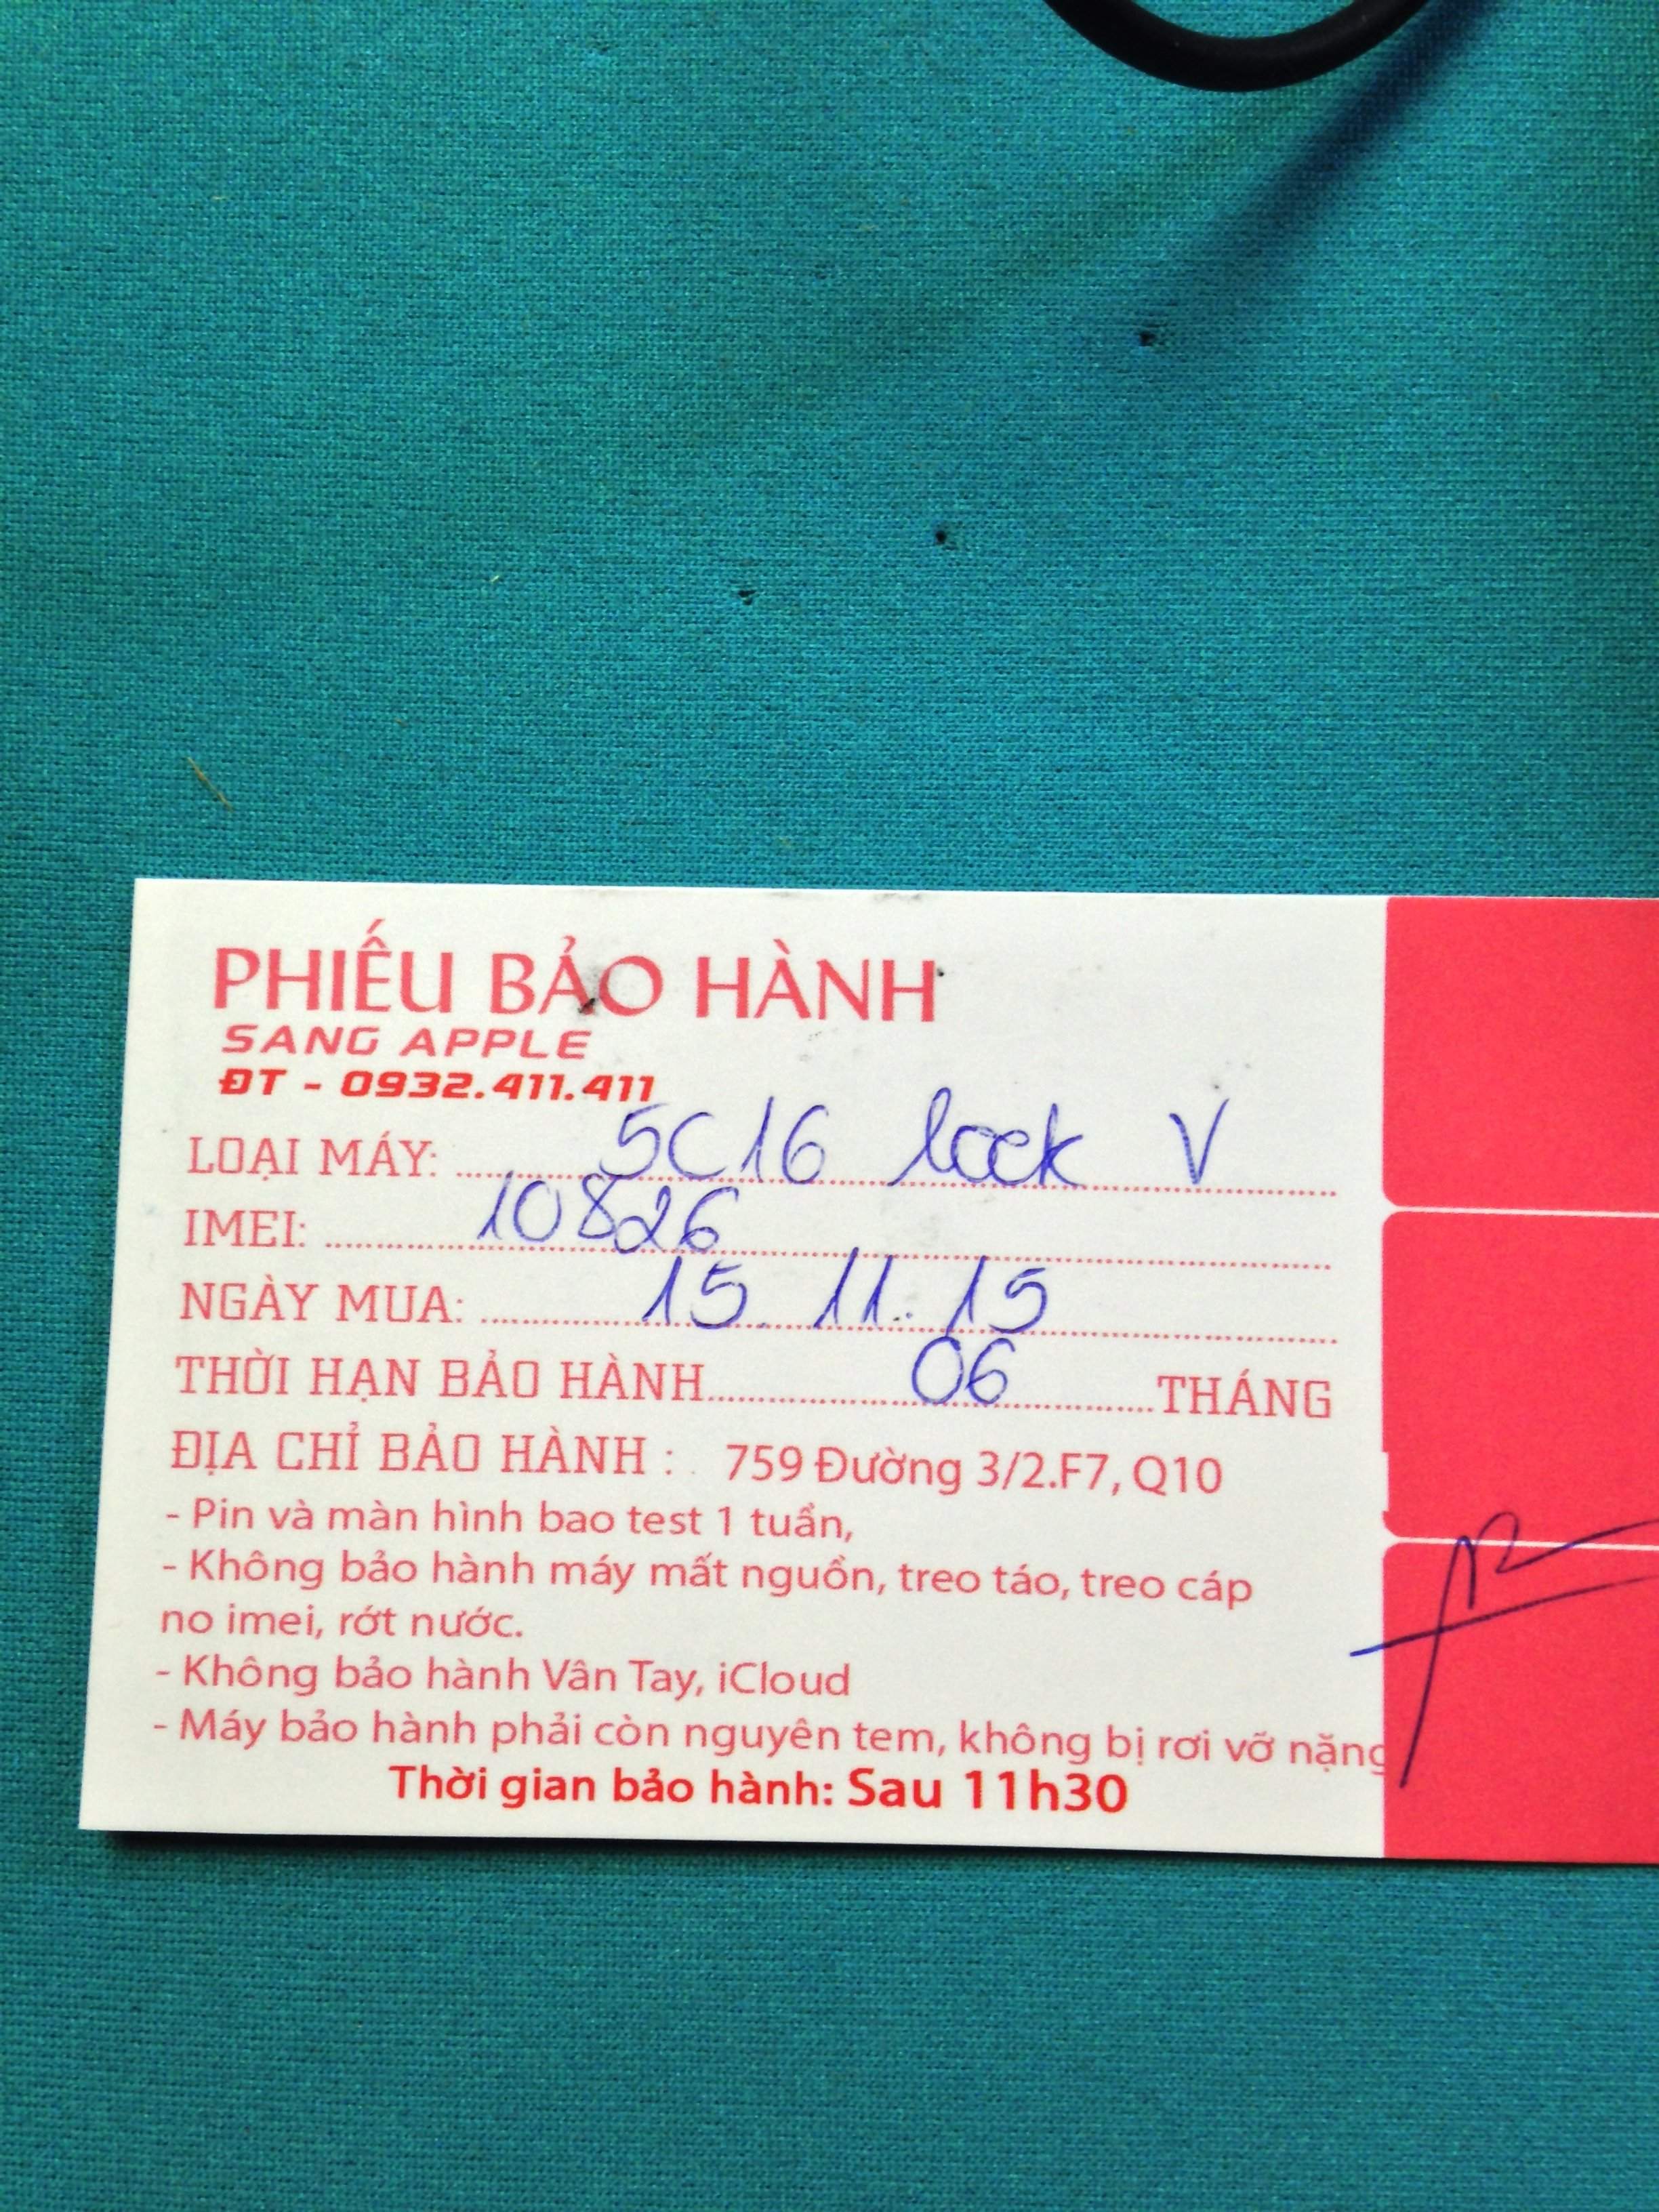 PHIẾU BẢO HÀNH
SANG APPLE
ĐT - 0932.411.411
LOẠI MÁY: 5C16 lock V
IMEI: 10826
NGÀY MUA: 15. 11. 15
THỜI HẠN BẢO HÀNH 06 THÁNG
ĐỊA CHỈ BẢO HÀNH : 759 Đường 3/2.F7, Q10
- Pin và màn hình bao test 1 tuần,
- Không bảo hành máy mất nguồn, treo táo, treo cáp
no imei, rớt nước.
- Không bảo hành Vân Tay, iCloud
- Máy bảo hành phải còn nguyên tem, không bị rơi vỡ nặng
Thời gian bảo hành: Sau 11h30